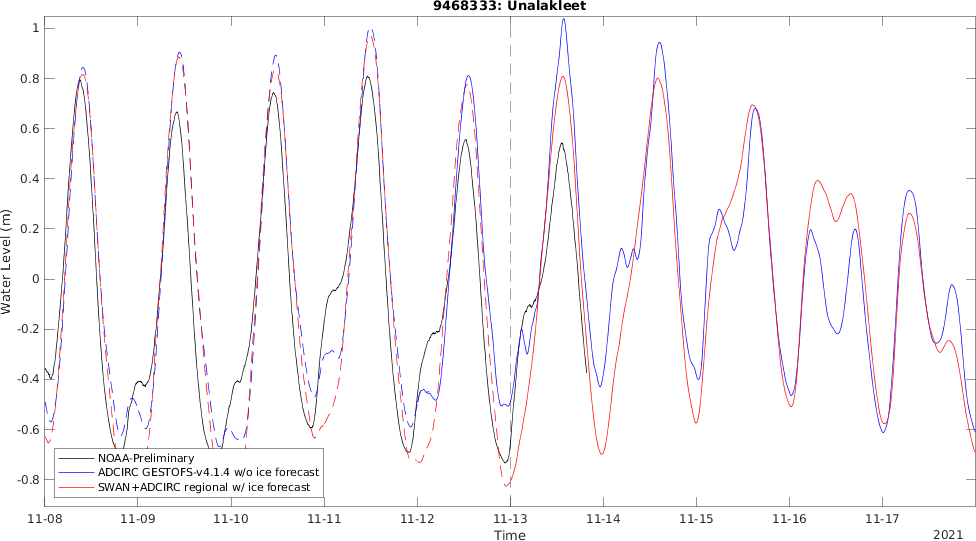 9468333: Unalakleet
Water Level (m)
1
0.8
0.6
0.4
0.2
0
-0.2
-0.4
-0.6
-0.8
NOAA-Preliminary
ADCIRC GESTOFS-v4.1.4 w/o ice forecast
SWAN+ADCIRC regional w/ ice forecast
11-08 11-09 11-10 11-11 11-12 11-13 11-14 11-15 11-16 11-17
Time
2021